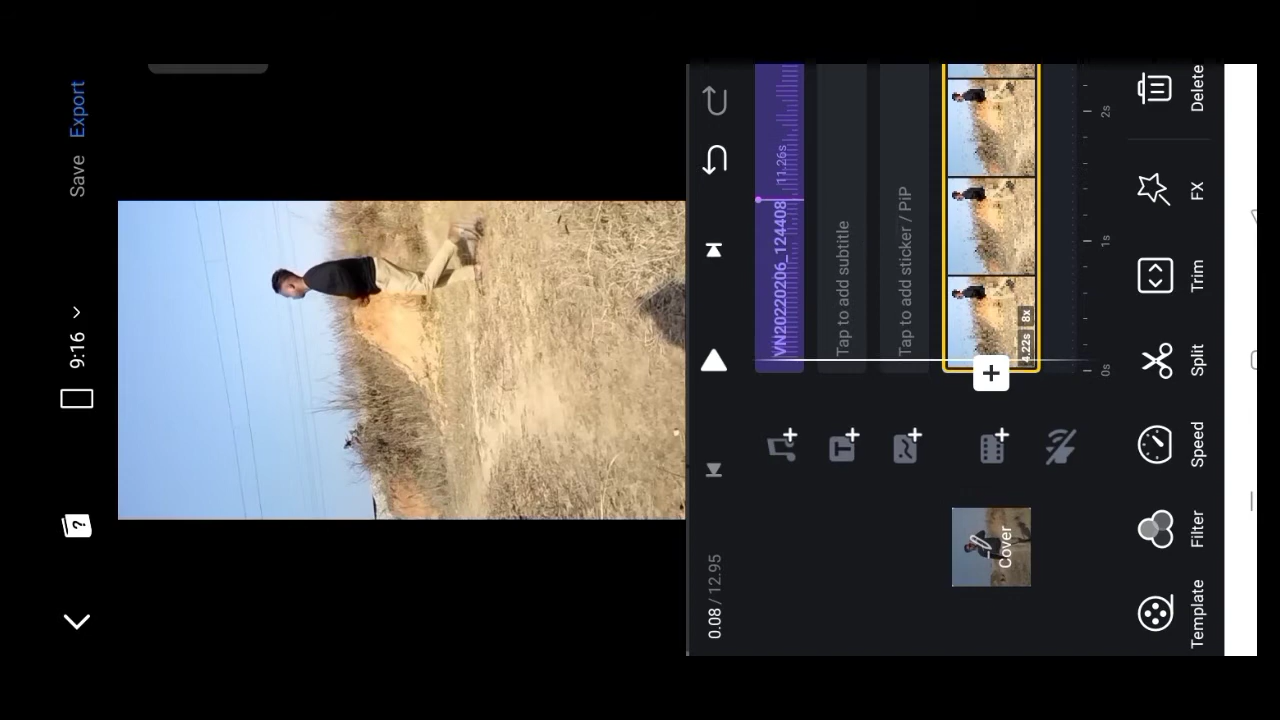 9:16
Save
Export
0.08 / 12.95
VN20220206_124408
11.26s
Tap to add subtitle
Tap to add sticker / PiP
Cover
4.22s
8x
0s
1s
2s
Template
Filter
Speed
Split
Trim
FX
Delete